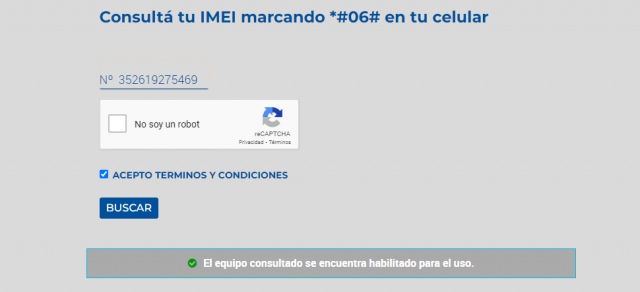 Consultá tu IMEI marcando *#06# en tu celular
Nº 352619275469
No soy un robot
reCAPTCHA
Privacidad - Términos
ACEPTO TERMINOS Y CONDICIONES
BUSCAR
El equipo consultado se encuentra habilitado para el uso.